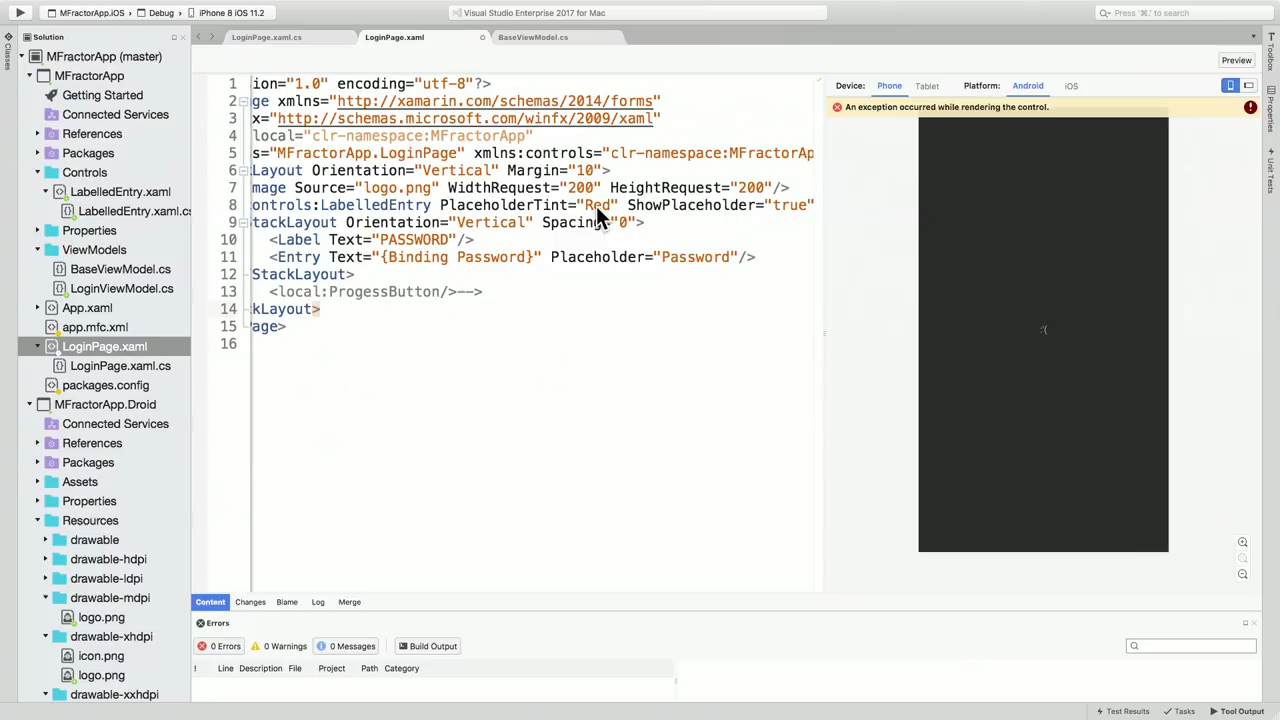 MFractorApp.iOS > Debug > iPhone 8 iOS 11.2
Visual Studio Enterprise 2017 for Mac
Press '⌘.' to search
Classes
Solution
MFractorApp (master)
MFractorApp
Getting Started
Connected Services
References
Packages
Controls
LabelledEntry.xaml
LabelledEntry.xaml.cs
Properties
ViewModels
BaseViewModel.cs
LoginViewModel.cs
App.xaml
app.mfc.xml
LoginPage.xaml
LoginPage.xaml.cs
packages.config
MFractorApp.Droid
Connected Services
References
Packages
Assets
Properties
Resources
drawable
drawable-hdpi
drawable-ldpi
drawable-mdpi
logo.png
drawable-xhdpi
icon.png
logo.png
drawable-xxhdpi
LoginPage.xaml.cs
LoginPage.xaml
BaseViewModel.cs
Preview
1 ion="1.0" encoding="utf-8"?>
2 ge xmlns="http://xamarin.com/schemas/2014/forms"
3 x="http://schemas.microsoft.com/winfx/2009/xaml"
4 local="clr-namespace:MFractorApp"
5 s="MFractorApp.LoginPage" xmlns:controls="clr-namespace:MFractorAp
6 Layout Orientation="Vertical" Margin="10">
7 mage Source="logo.png" WidthRequest="200" HeightRequest="200"/>
8 ontrols:LabelledEntry PlaceholderTint="Red" ShowPlaceholder="true"
9 tackLayout Orientation="Vertical" Spacing="0">
10 <Label Text="PASSWORD"/>
11 <Entry Text="{Binding Password}" Placeholder="Password"/>
12 StackLayout>
13 <local:ProgessButton/>-->
14 kLayout>
15 age>
16
Device: Phone Tablet Platform: Android iOS
An exception occurred while rendering the control.
:'(
Content Changes Blame Log Merge
Errors
0 Errors 0 Warnings 0 Messages Build Output
! Line Description File Project Path Category
Toolbox
Properties
Unit Tests
Test Results Tasks Tool Output